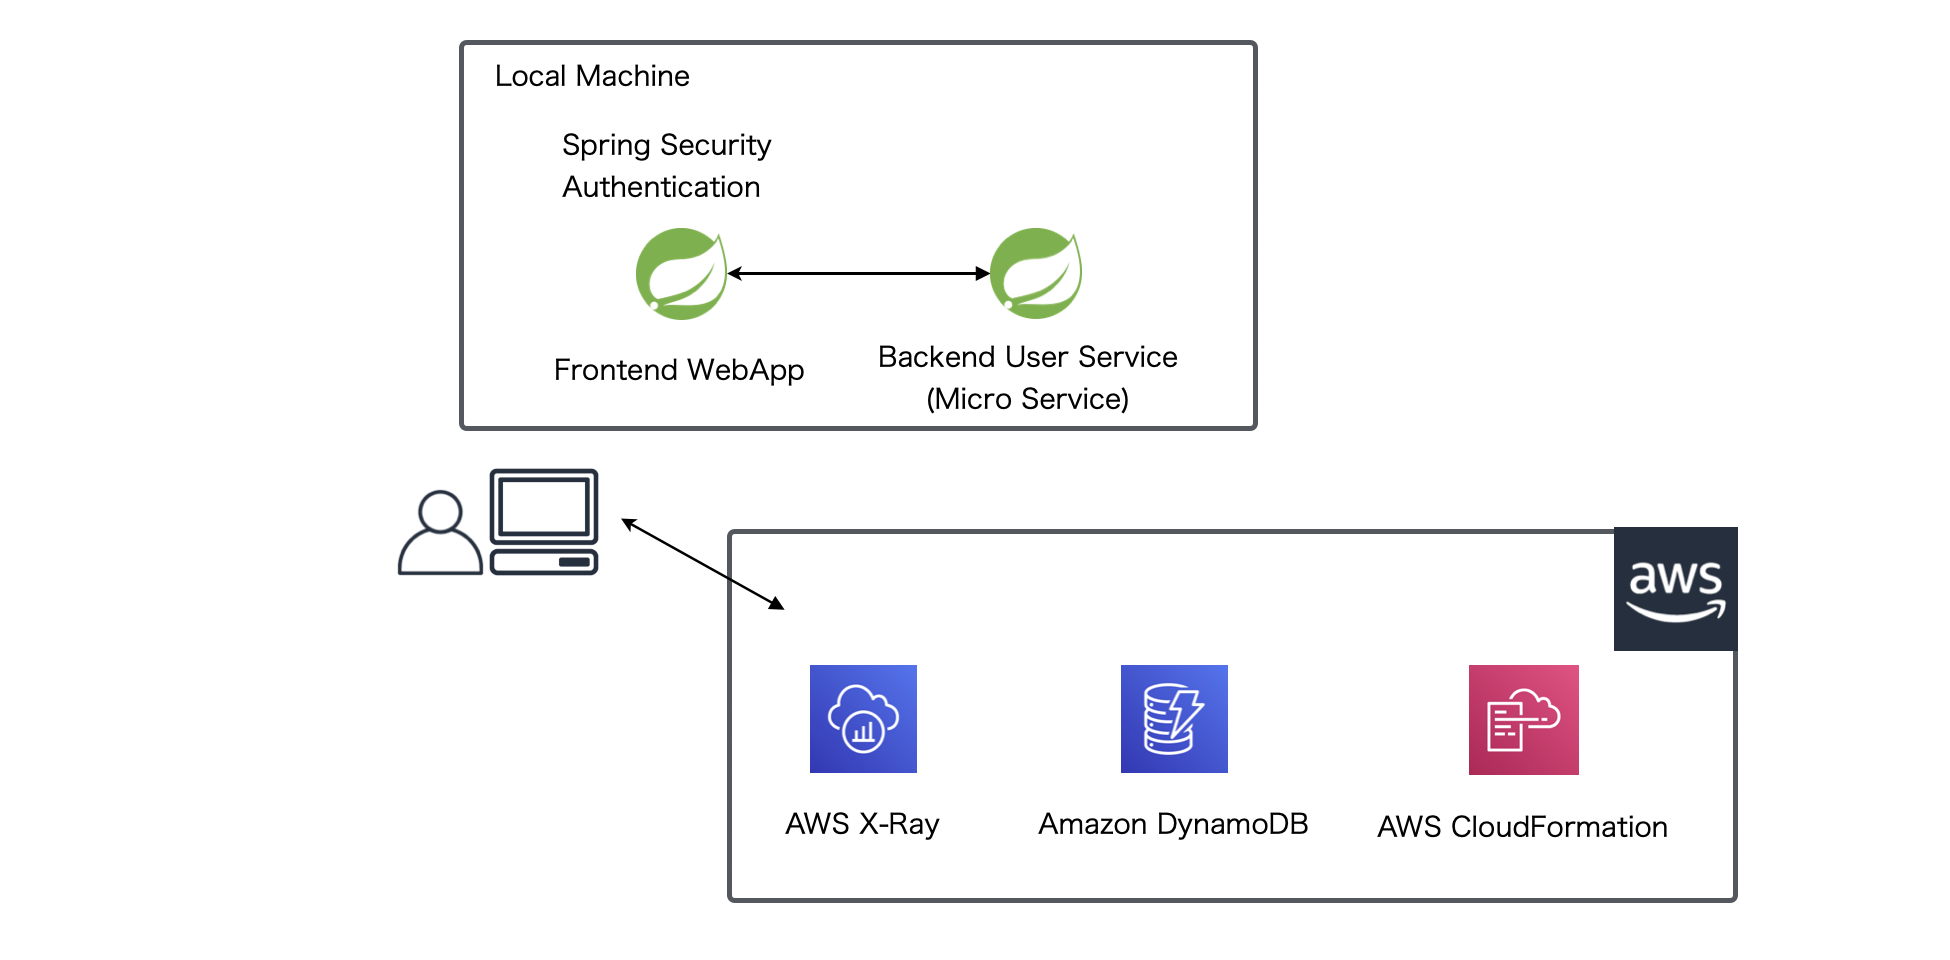 Local Machine
Spring Security
Authentication
Frontend WebApp
Backend User Service
(Micro Service)
aws
AWS X-Ray
Amazon DynamoDB
AWS CloudFormation